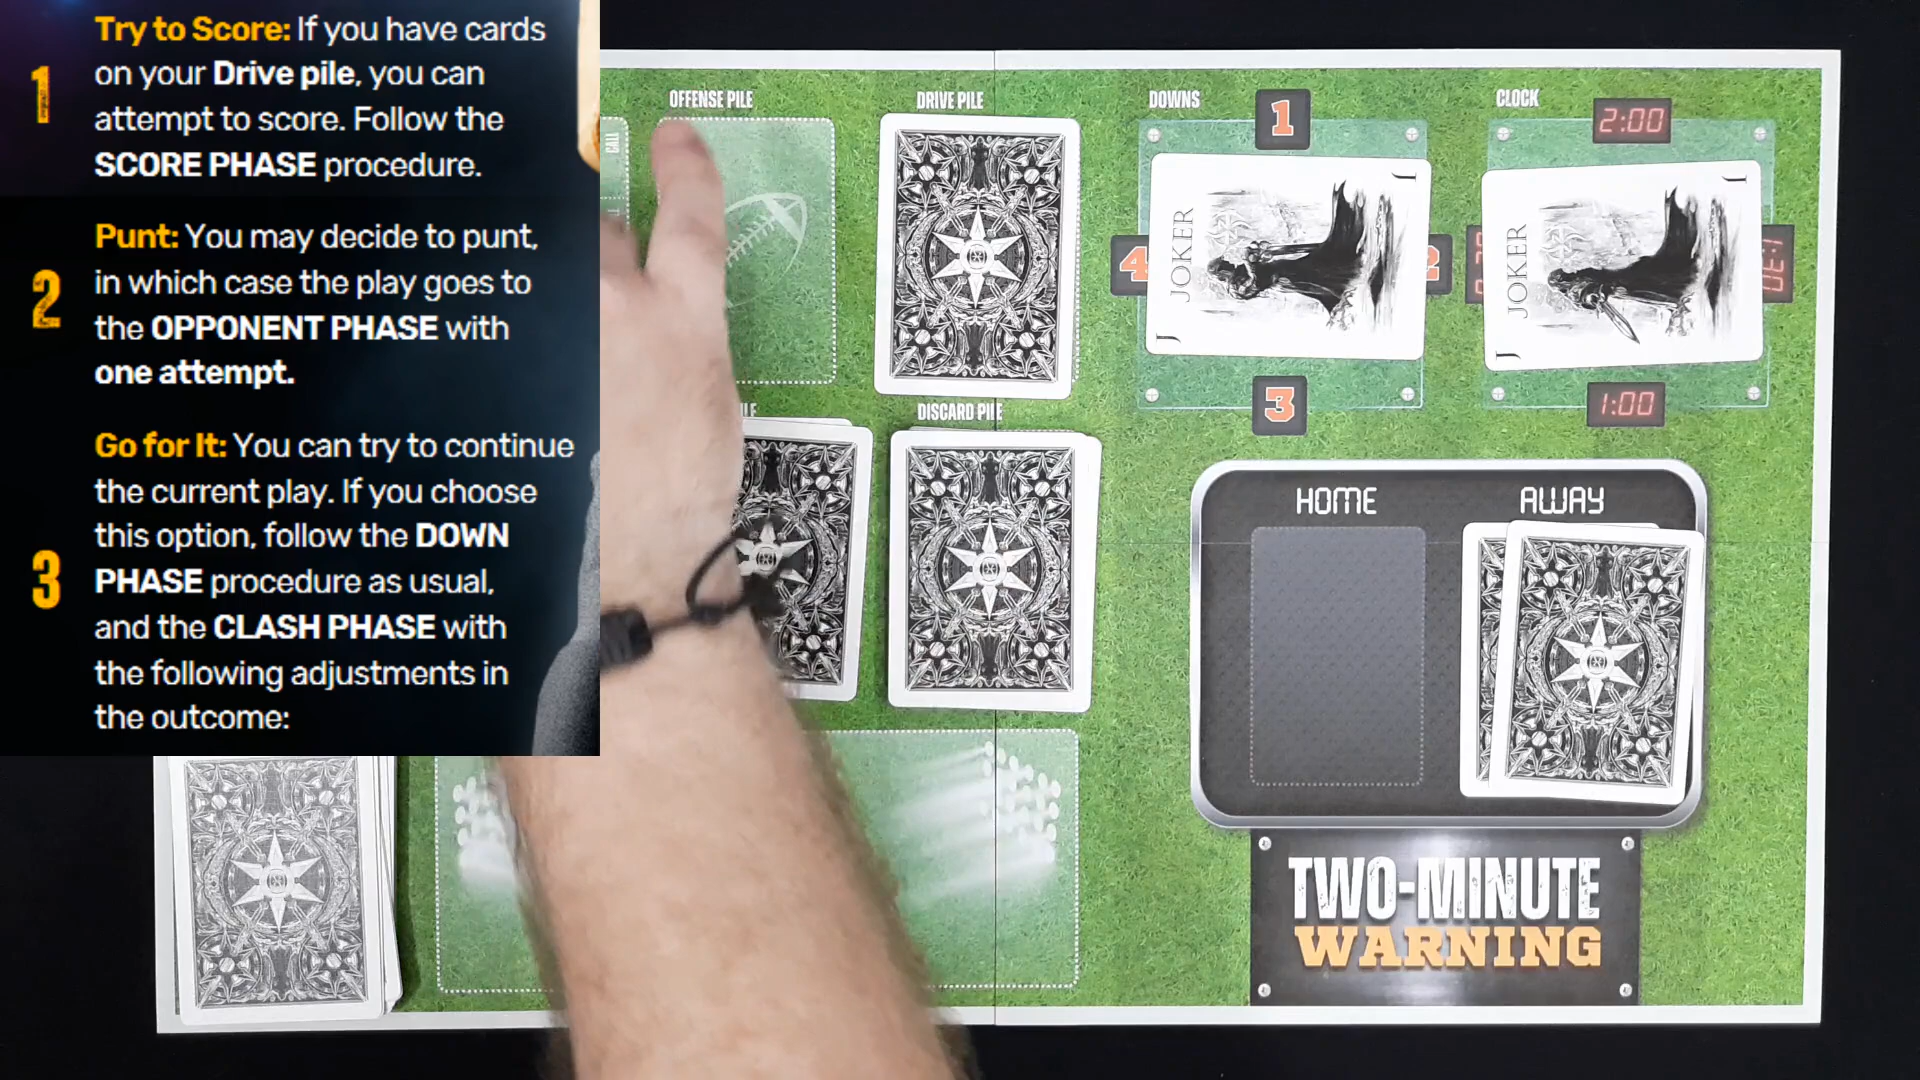 Try to Score: If you have cards
on your Drive pile, you can
attempt to score. Follow the
SCORE PHASE procedure.
1
Punt: You may decide to punt,
in which case the play goes to
the OPPONENT PHASE with
one attempt.
2
Go for It: You can try to continue
the current play. If you choose
this option, follow the DOWN
PHASE procedure as usual,
and the CLASH PHASE with
the following adjustments in
the outcome:
3
OFFENSE PILE
DRIVE PILE
DOWNS
1
2
3
4
J
JOKER
J
CLOCK
2:00
1:30
1:00
J
JOKER
J
DISCARD PILE
HOME
AWAY
TWO-MINUTE
WARNING